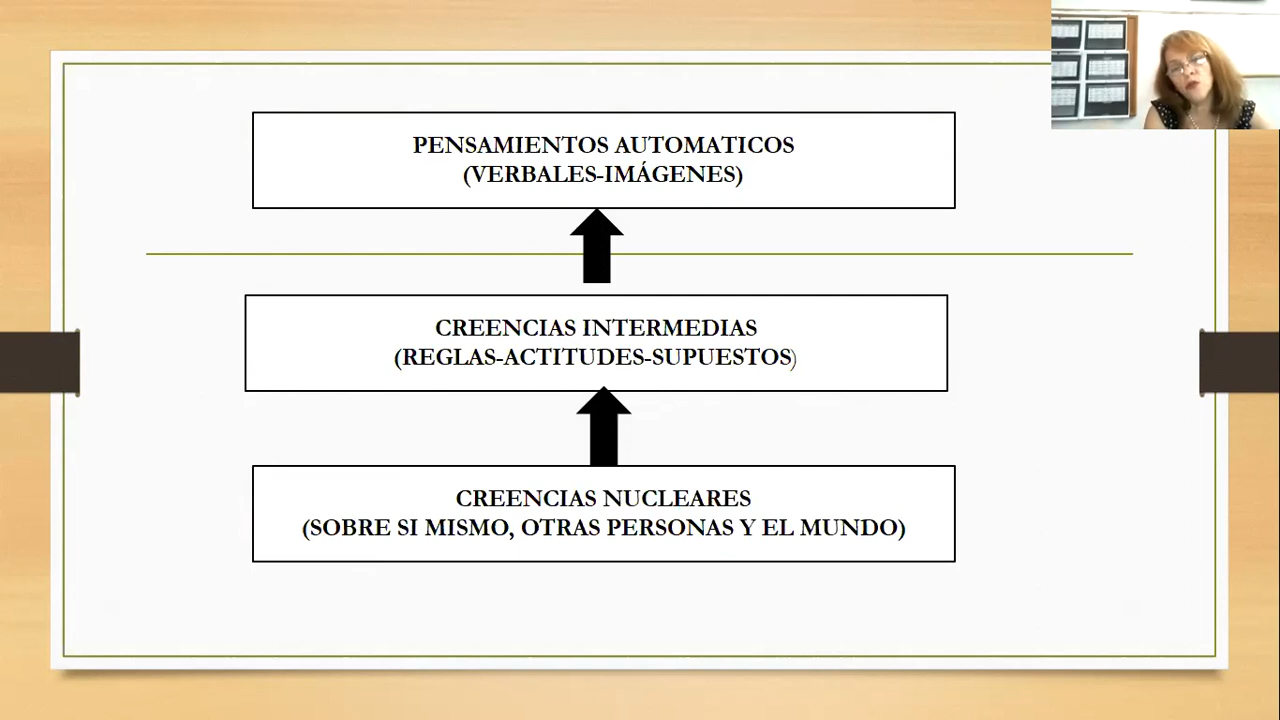 PENSAMIENTOS AUTOMATICOS
(VERBALES-IMÁGENES)
CREENCIAS INTERMEDIAS
(REGLAS-ACTITUDES-SUPUESTOS)
CREENCIAS NUCLEARES
(SOBRE SI MISMO, OTRAS PERSONAS Y EL MUNDO)